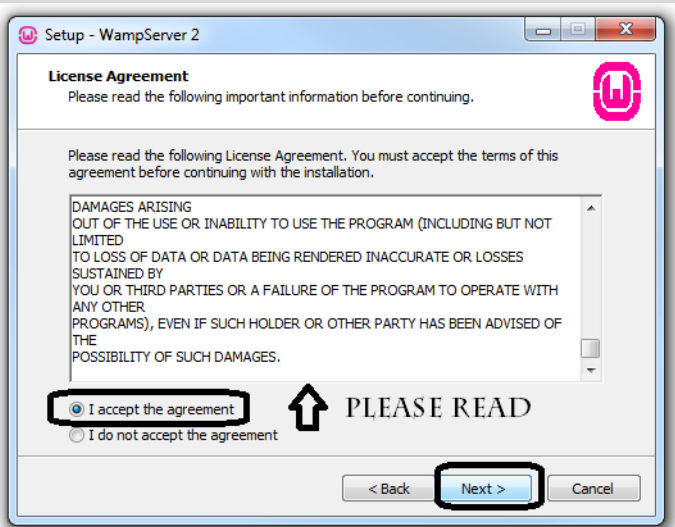 Setup - WampServer 2
License Agreement
Please read the following important information before continuing.
Please read the following License Agreement. You must accept the terms of this
agreement before continuing with the installation.
DAMAGES ARISING
OUT OF THE USE OR INABILITY TO USE THE PROGRAM (INCLUDING BUT NOT
LIMITED
TO LOSS OF DATA OR DATA BEING RENDERED INACCURATE OR LOSSES
SUSTAINED BY
YOU OR THIRD PARTIES OR A FAILURE OF THE PROGRAM TO OPERATE WITH
ANY OTHER
PROGRAMS), EVEN IF SUCH HOLDER OR OTHER PARTY HAS BEEN ADVISED OF
THE
POSSIBILITY OF SUCH DAMAGES.
I accept the agreement
PLEASE READ
I do not accept the agreement
< Back Next > Cancel